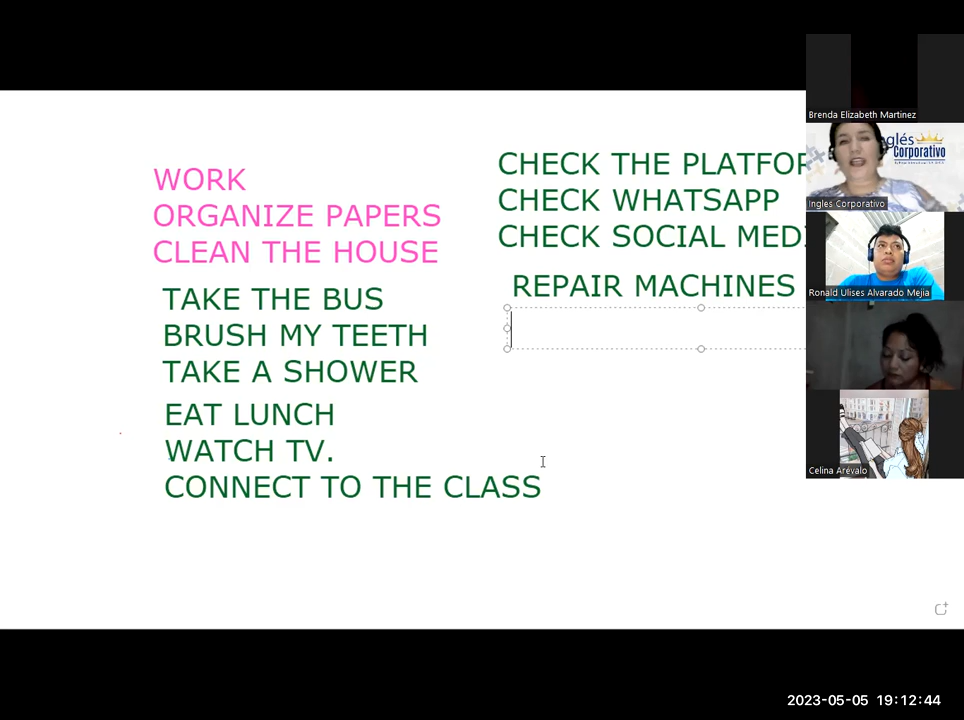 WORK
ORGANIZE PAPERS
CLEAN THE HOUSE
TAKE THE BUS
BRUSH MY TEETH
TAKE A SHOWER
EAT LUNCH
WATCH TV.
CONNECT TO THE CLASS
CHECK THE PLATFOR
CHECK WHATSAPP
CHECK SOCIAL MEDI
REPAIR MACHINES
Brenda Elizabeth Martinez
glés
Corporativo
Ingles Corporativo
Ronald Ulises Alvarado Mejia
Celina Arévalo
2023-05-05 19:12:44